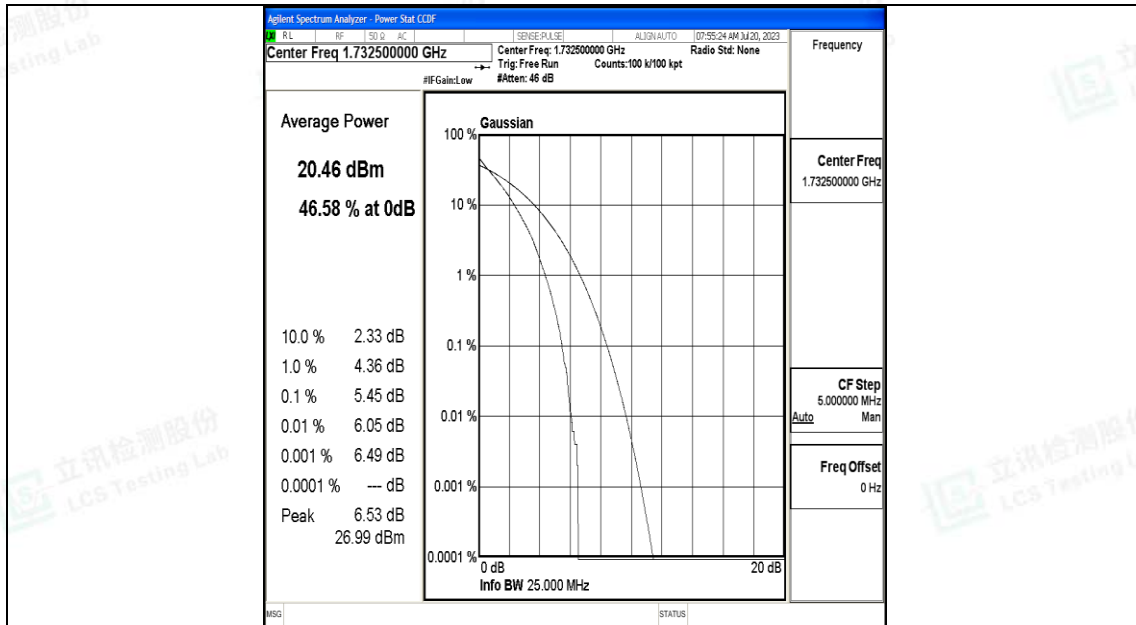 Agilent Spectrum Analyzer - Power Stat CCDF
LXI RL RF 50 Ω AC SENSE:PULSE ALIGN AUTO 07:55:24 AM Jul 20, 2023
Center Freq 1.732500000 GHz
Center Freq: 1.732500000 GHz Radio Std: None
Trig: Free Run Counts:100 k/100 kpt
#IFGain:Low #Atten: 46 dB
Average Power
20.46 dBm
46.58 % at 0dB
10.0 % 2.33 dB
1.0 % 4.36 dB
0.1 % 5.45 dB
0.01 % 6.05 dB
0.001 % 6.49 dB
0.0001 % --- dB
Peak 6.53 dB
26.99 dBm
Gaussian
100 %
10 %
1 %
0.1 %
0.01 %
0.001 %
0.0001 %
0 dB 20 dB
Info BW 25.000 MHz
Frequency
Center Freq
1.732500000 GHz
CF Step
5.000000 MHz
Auto Man
Freq Offset
0 Hz
MSG STATUS
立讯检测股份
LCS Testing Lab
立讯检测股份